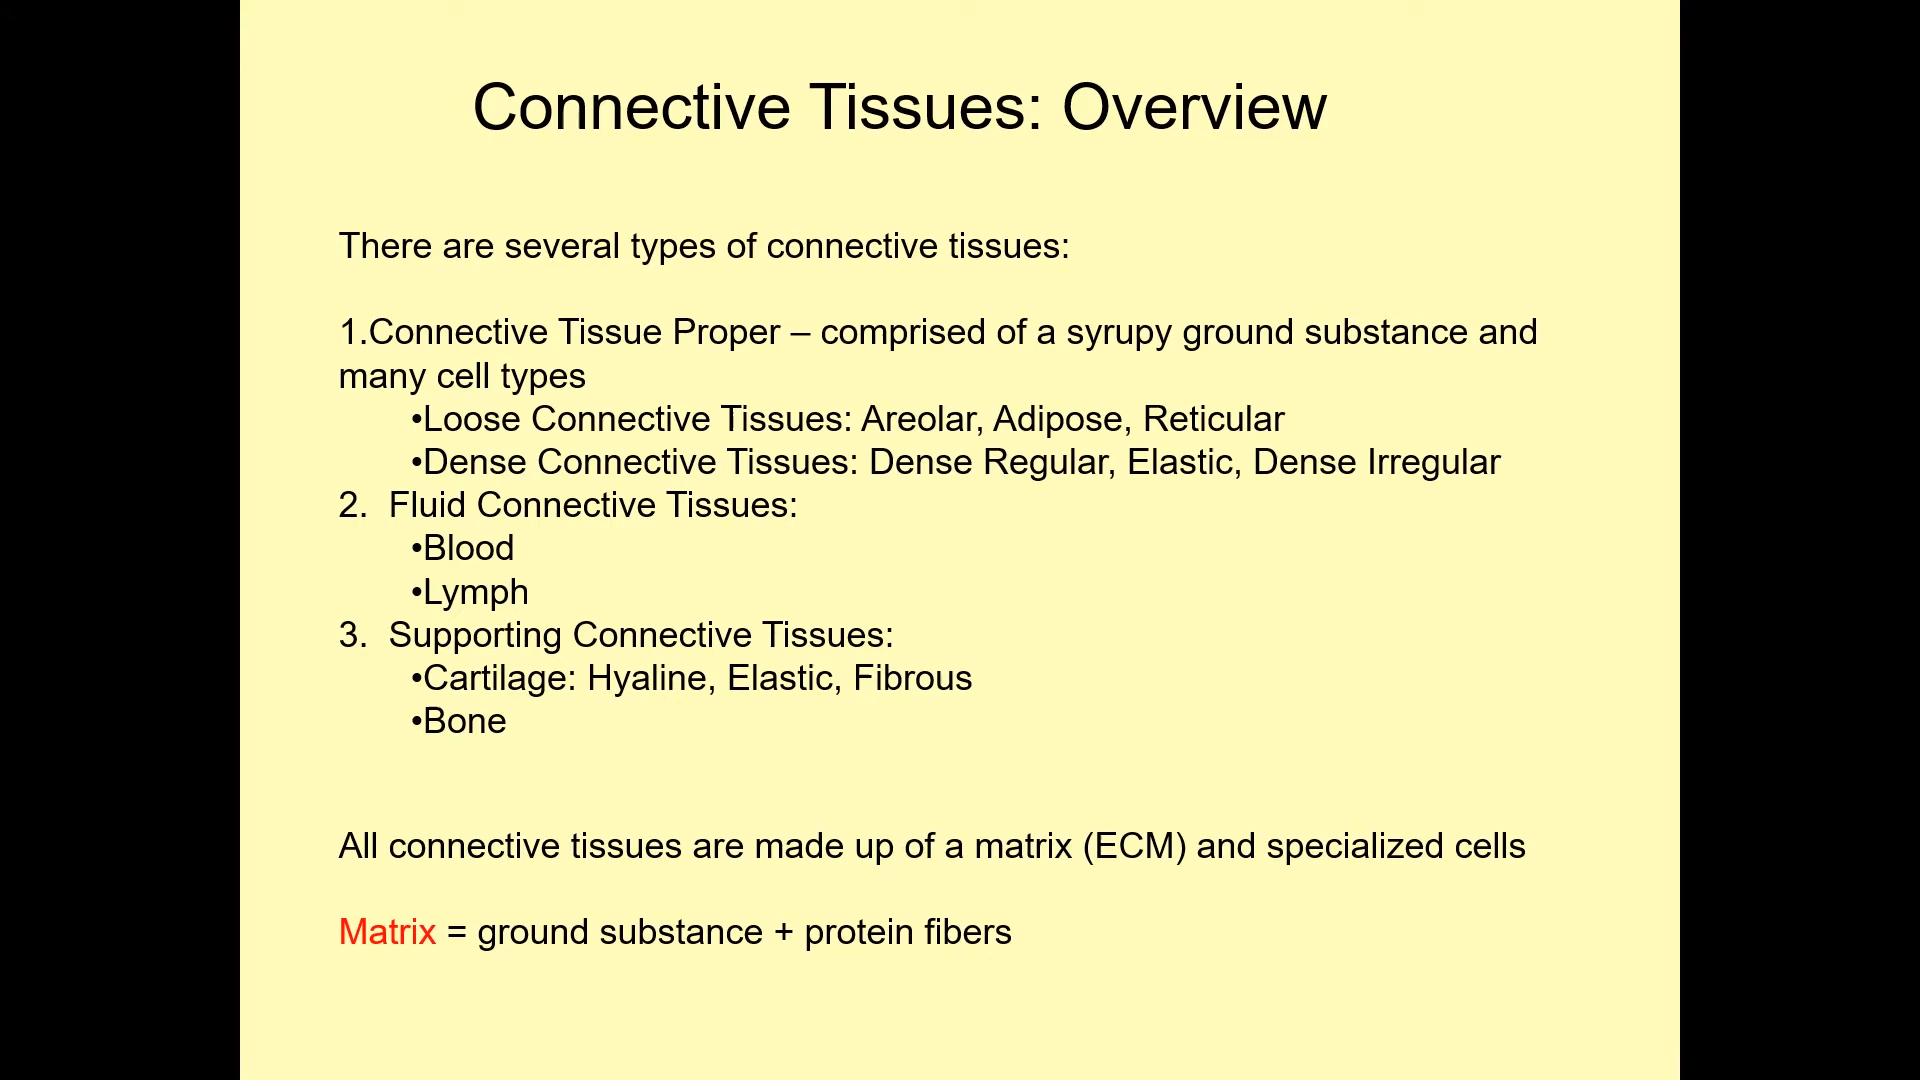 Connective Tissues: Overview
There are several types of connective tissues:
1.Connective Tissue Proper – comprised of a syrupy ground substance and
many cell types
•Loose Connective Tissues: Areolar, Adipose, Reticular
•Dense Connective Tissues: Dense Regular, Elastic, Dense Irregular
2. Fluid Connective Tissues:
•Blood
•Lymph
3. Supporting Connective Tissues:
•Cartilage: Hyaline, Elastic, Fibrous
•Bone
All connective tissues are made up of a matrix (ECM) and specialized cells
Matrix = ground substance + protein fibers